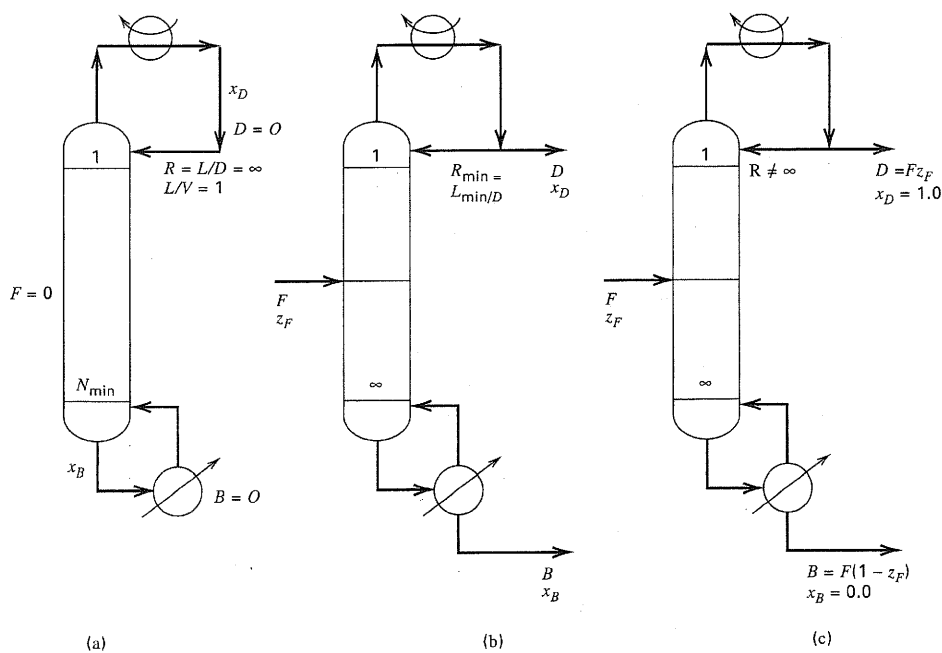 x_D
D = O
1
R = L/D = ∞
L/V = 1
F = 0
N_min
x_B
B = O
(a)
1
R_min =
L_min/D
D
x_D
F
z_F
∞
B
x_B
(b)
1
R ≠ ∞
D =Fz_F
x_D = 1.0
F
z_F
∞
B = F(1 − z_F)
x_B = 0.0
(c)